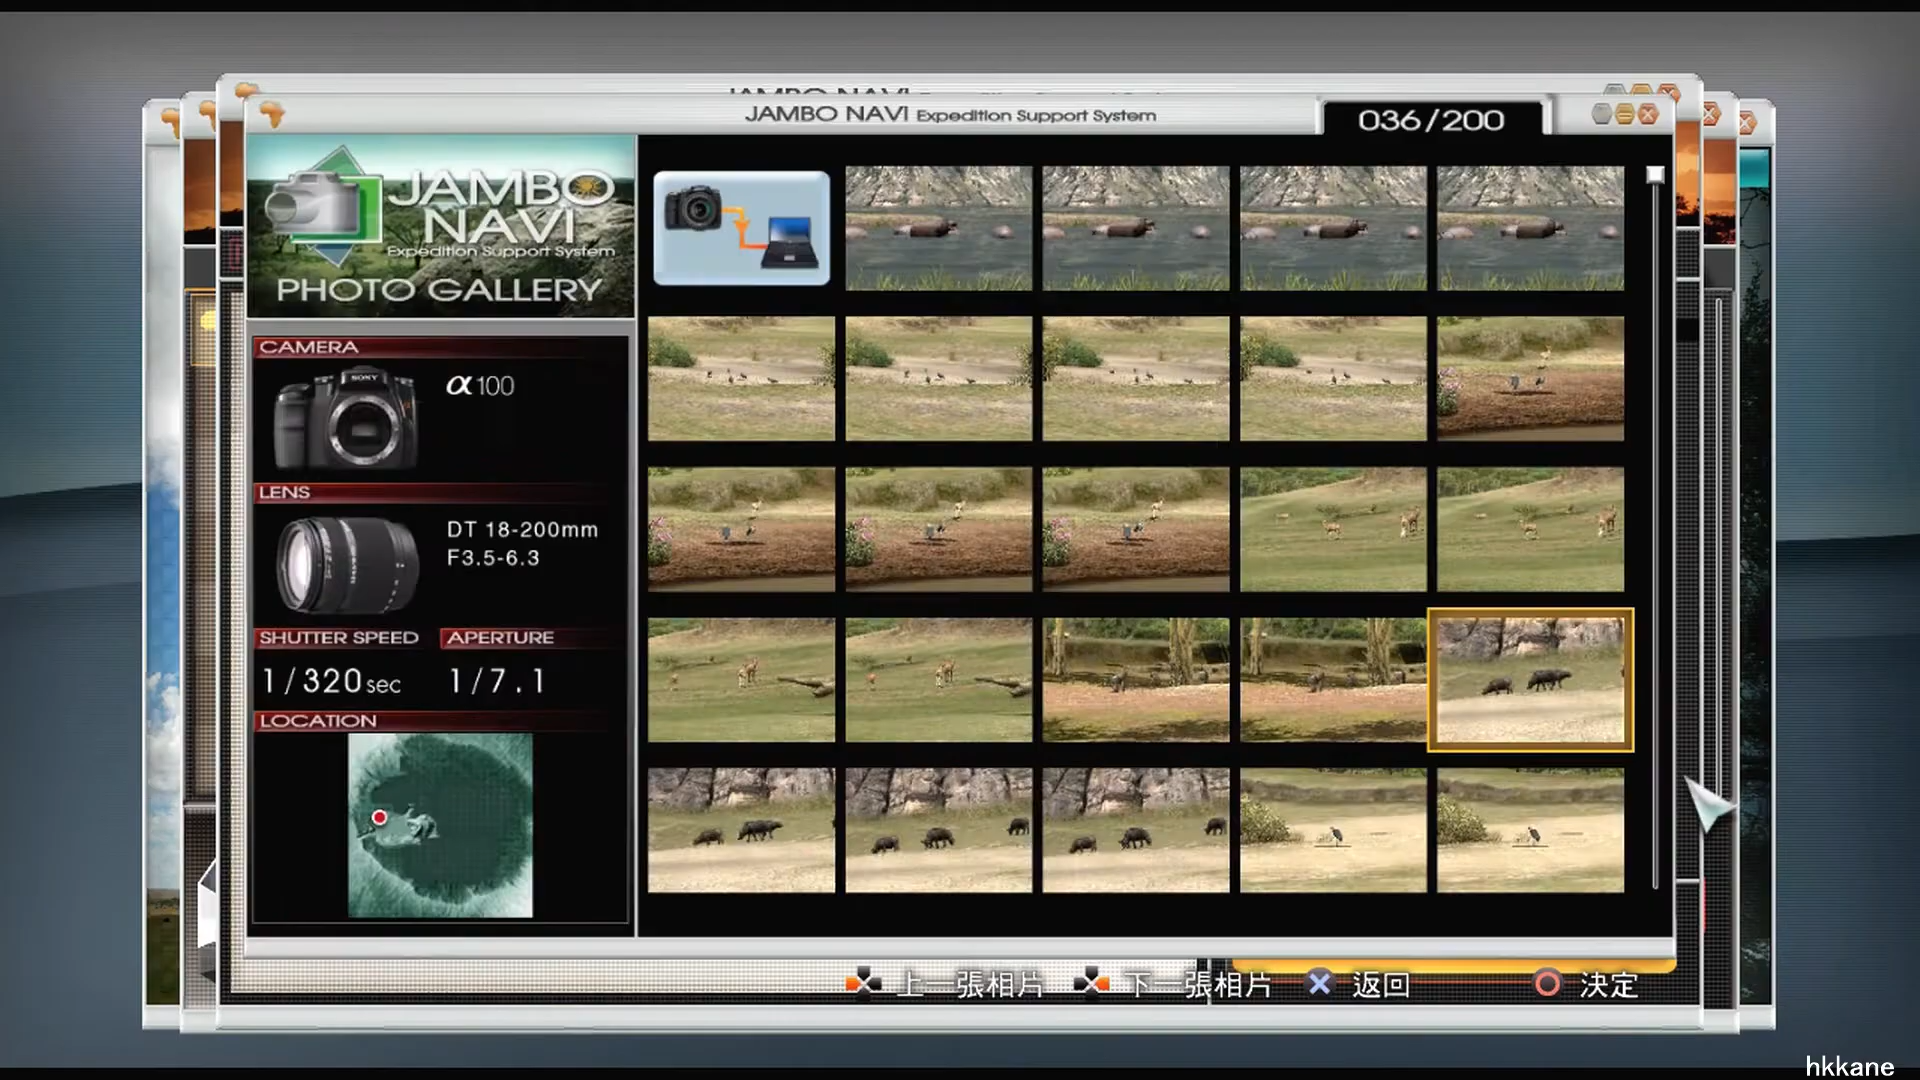 JAMBO NAVI Expedition Support System
036/200
JAMBO
NAVI
Expedition Support System
PHOTO GALLERY
CAMERA
SONY
α100
LENS
DT 18-200mm
F3.5-6.3
SHUTTER SPEED
APERTURE
1/320sec
1/7.1
LOCATION
上一張相片
下一張相片
返回
決定
hkkane